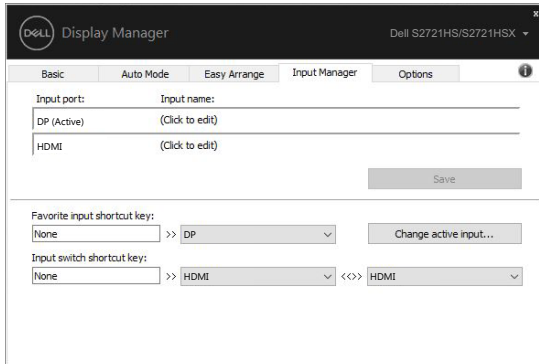 x
DELL Display Manager Dell S2721HS/S2721HSX
Basic Auto Mode Easy Arrange Input Manager Options i
Input port: Input name:
DP (Active) (Click to edit)
HDMI (Click to edit)
Save
Favorite input shortcut key:
None >> DP Change active input...
Input switch shortcut key:
None >> HDMI <<>> HDMI